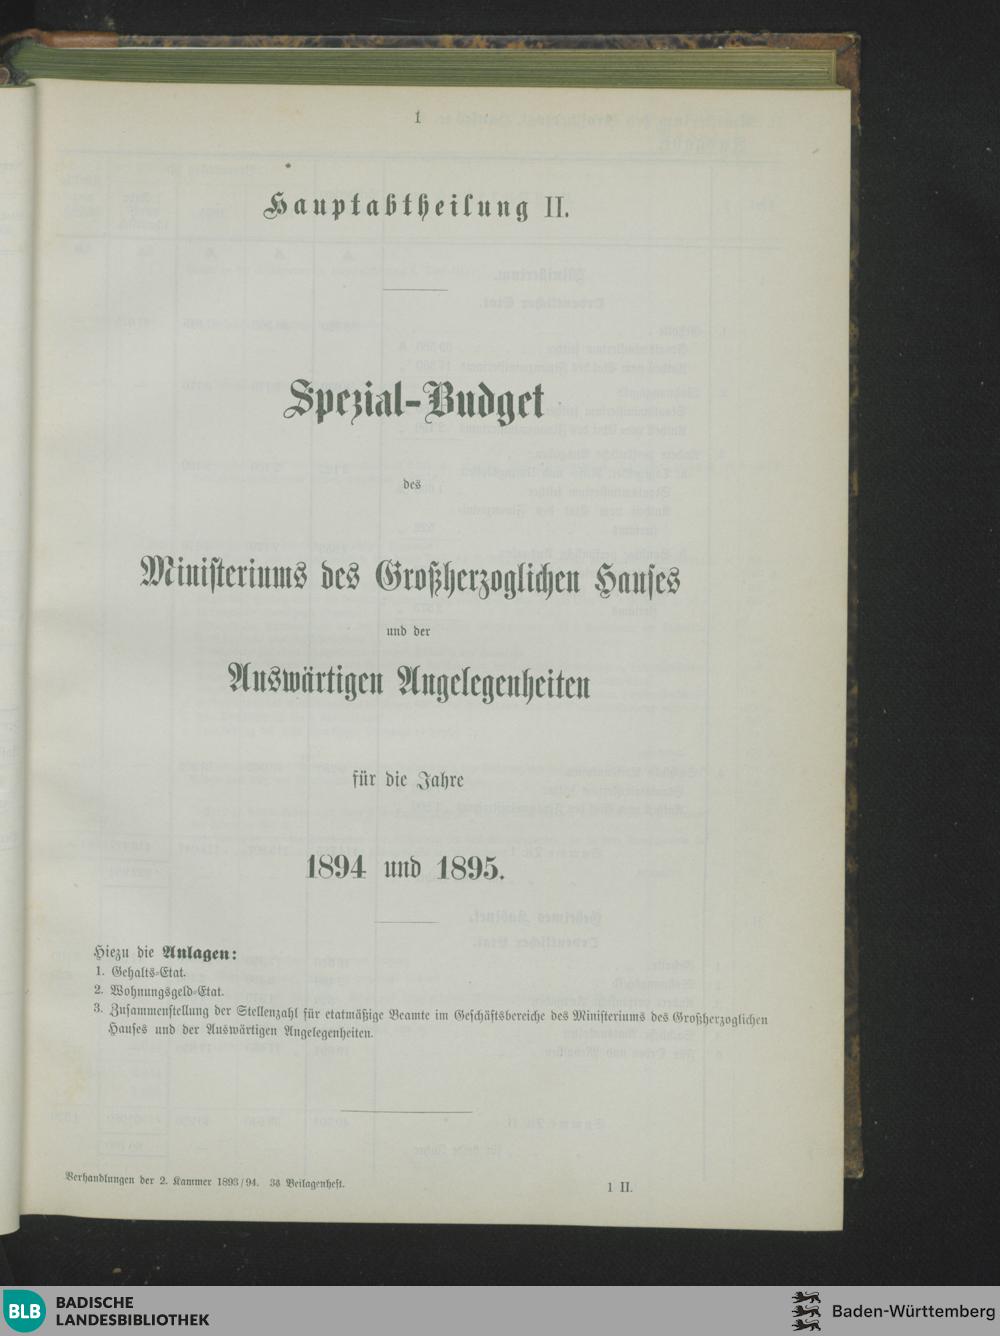 1
Hauptabtheilung II.
Spezial-Budget
des
Ministeriums des Großherzoglichen Hauses
und der
Auswärtigen Angelegenheiten
für die Jahre
1894 und 1895.
Hiezu die Anlagen:
1. Gehalts-Etat.
2. Wohnungsgeld-Etat.
3. Zusammenstellung der Stellenzahl für etatmäßige Beamte im Geschäftsbereiche des Ministeriums des Großherzoglichen
Hauses und der Auswärtigen Angelegenheiten.
Verhandlungen der 2. Kammer 1893/94. 3s Beilagenheft.
1 II.
BLB BADISCHE
LANDESBIBLIOTHEK
Baden-Württemberg